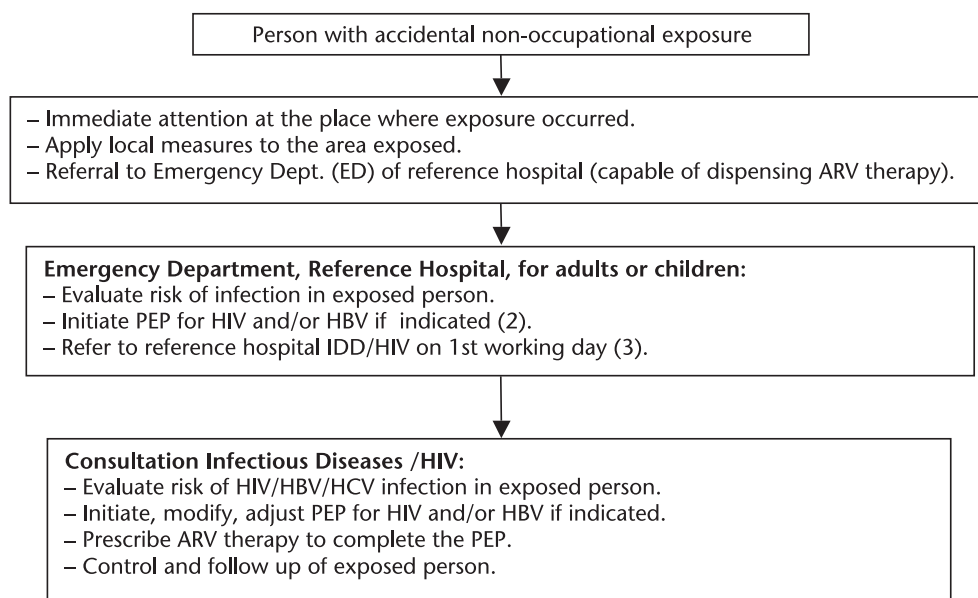 Person with accidental non-occupational exposure
– Immediate attention at the place where exposure occurred.
– Apply local measures to the area exposed.
– Referral to Emergency Dept. (ED) of reference hospital (capable of dispensing ARV therapy).
Emergency Department, Reference Hospital, for adults or children:
– Evaluate risk of infection in exposed person.
– Initiate PEP for HIV and/or HBV if indicated (2).
– Refer to reference hospital IDD/HIV on 1st working day (3).
Consultation Infectious Diseases /HIV:
– Evaluate risk of HIV/HBV/HCV infection in exposed person.
– Initiate, modify, adjust PEP for HIV and/or HBV if indicated.
– Prescribe ARV therapy to complete the PEP.
– Control and follow up of exposed person.